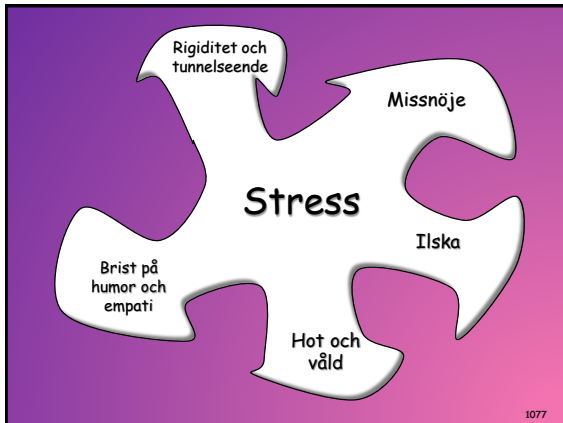 Rigiditet och
tunnelseende
Missnöje
Stress
Ilska
Brist på
humor och
empati
Hot och
våld
1077